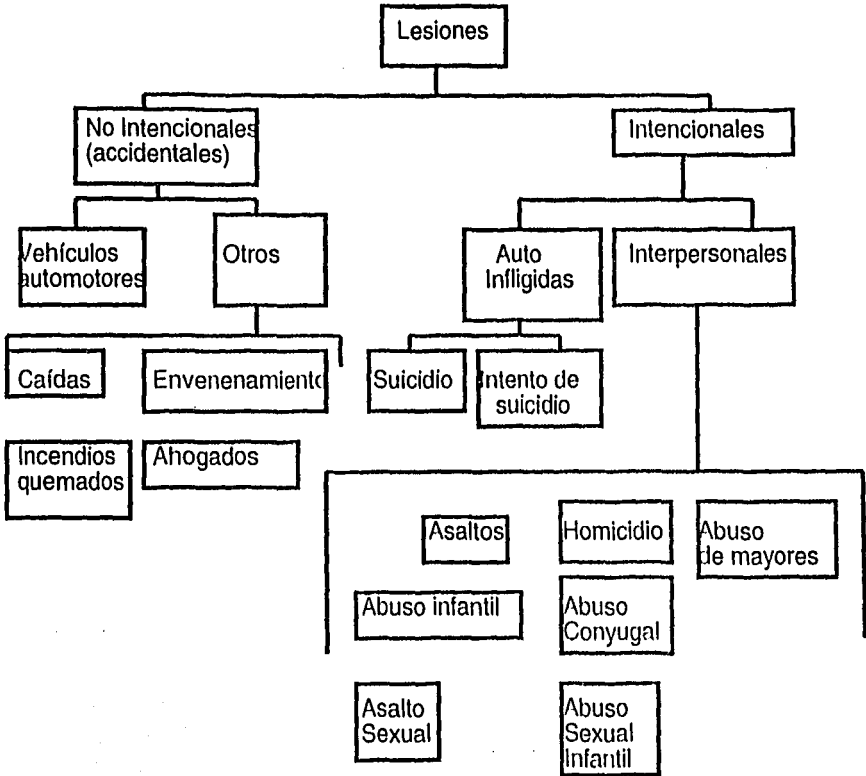 Lesiones
No Intencionales
(accidentales)
Intencionales
Vehículos
automotores
Otros
Auto
Infligidas
Interpersonales
Caídas
Envenenamiento
Suicidio
Intento de
suicidio
Incendios
quemados
Ahogados
Asaltos
Homicidio
Abuso
de mayores
Abuso infantil
Abuso
Conyugal
Asalto
Sexual
Abuso
Sexual
Infantil